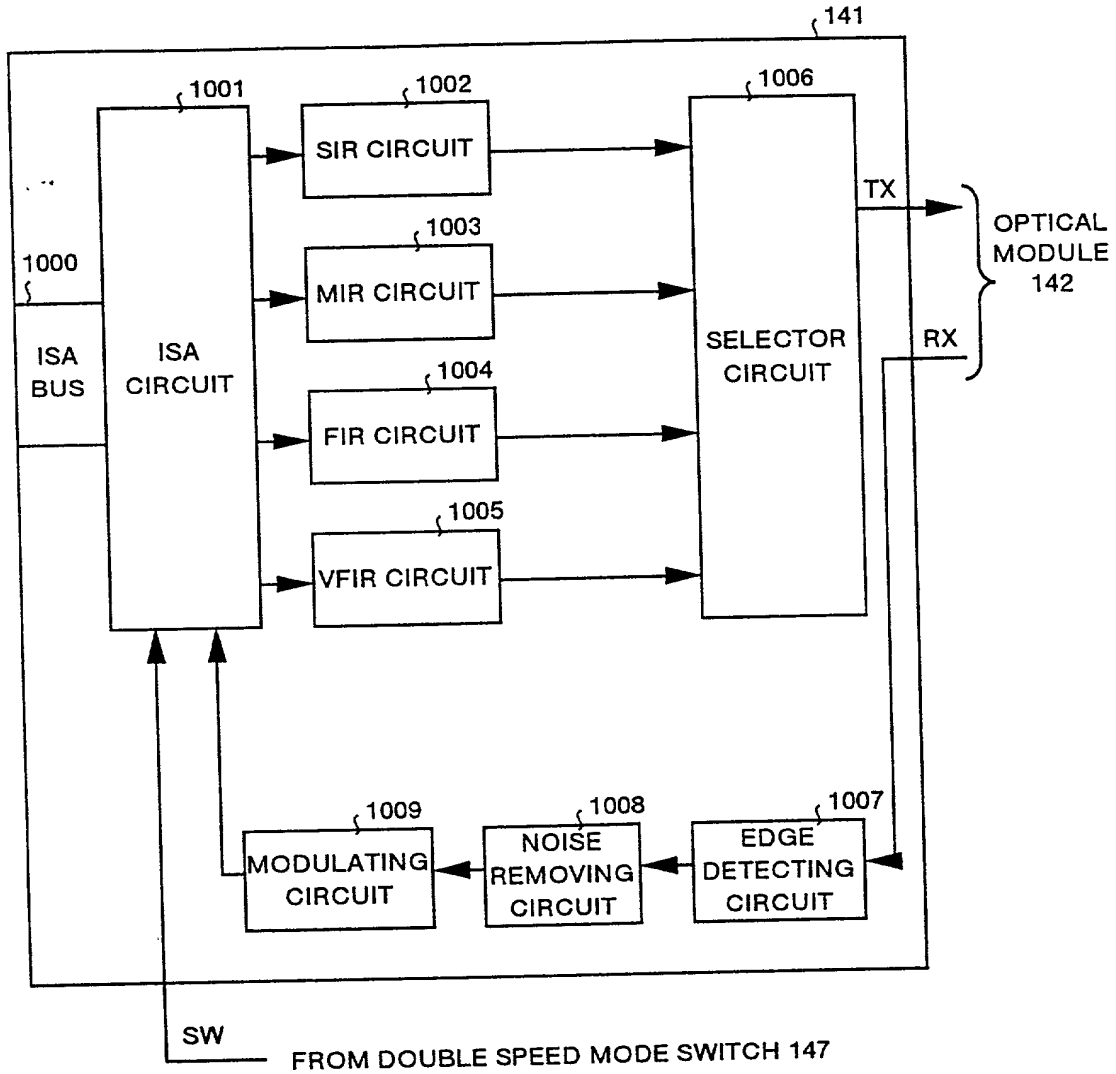 141
1001
1002
1006
SIR CIRCUIT
TX
OPTICAL
MODULE
142
1000
1003
MIR CIRCUIT
ISA
BUS
ISA
CIRCUIT
SELECTOR
CIRCUIT
RX
1004
FIR CIRCUIT
1005
VFIR CIRCUIT
1009
1008
1007
MODULATING
CIRCUIT
NOISE
REMOVING
CIRCUIT
EDGE
DETECTING
CIRCUIT
SW
FROM DOUBLE SPEED MODE SWITCH 147